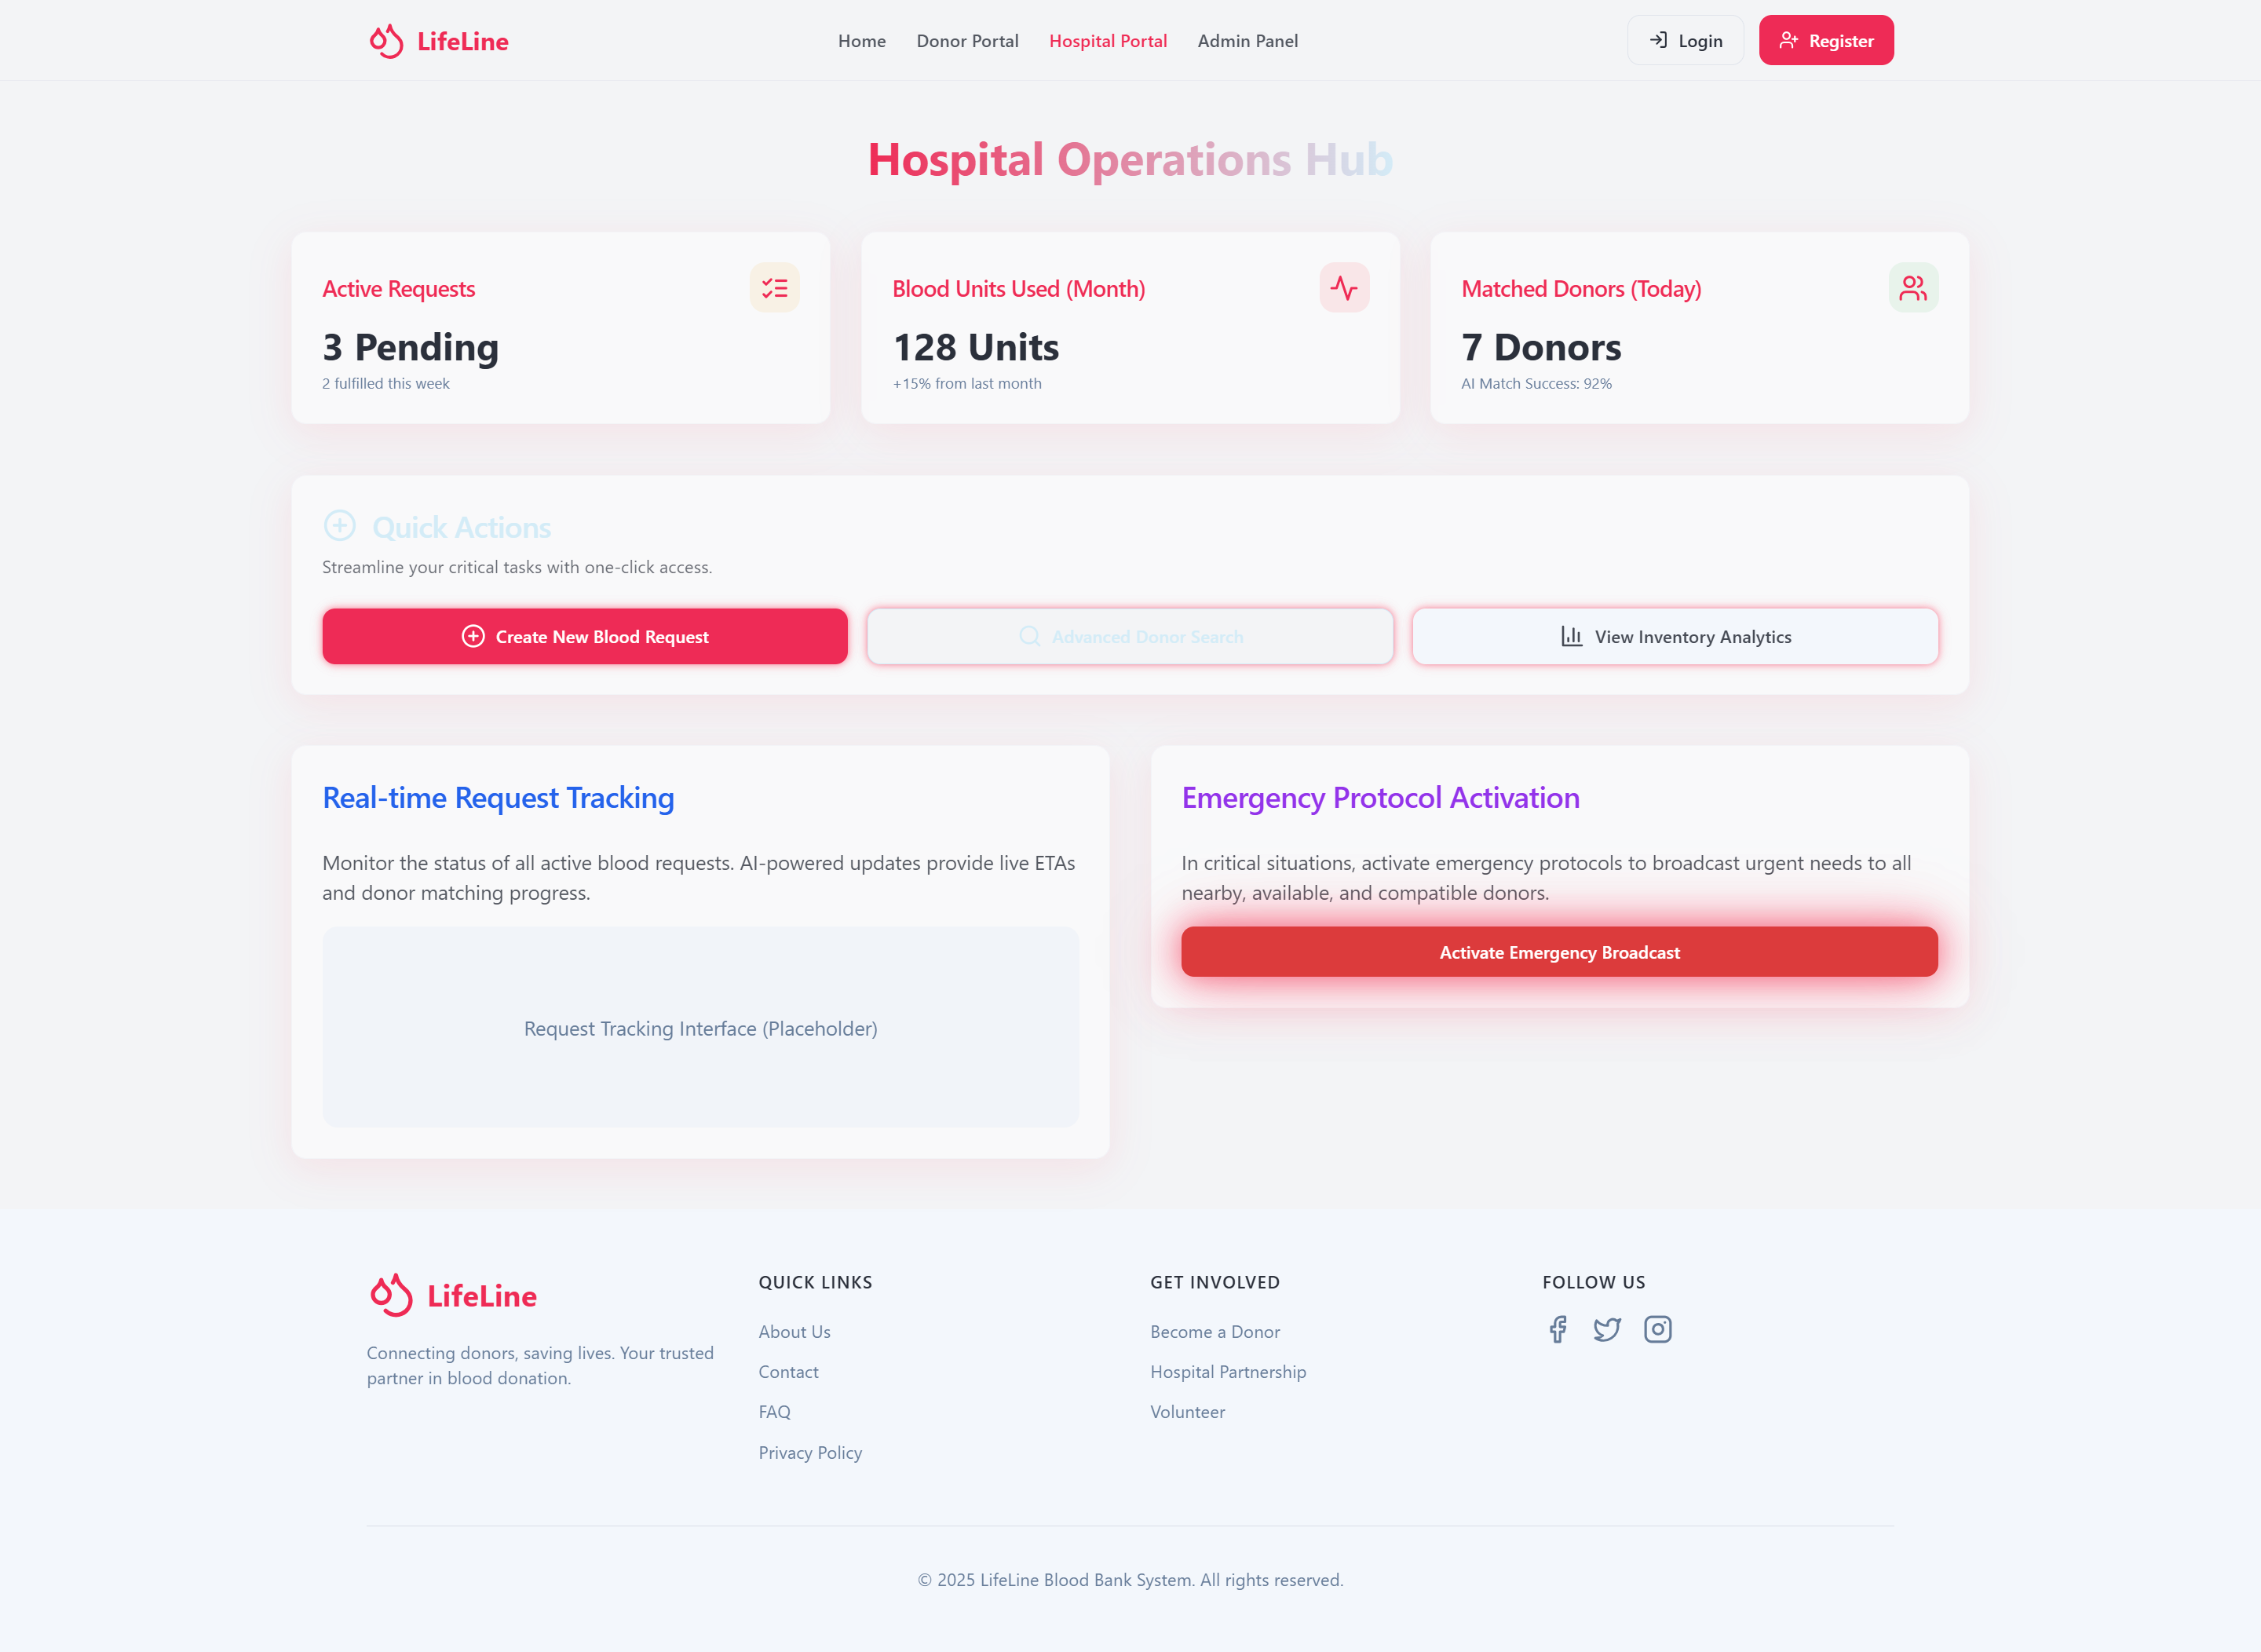 LifeLine
Home
Donor Portal
Hospital Portal
Admin Panel
Login
Register
Hospital Operations Hub
Active Requests
3 Pending
2 fulfilled this week
Blood Units Used (Month)
128 Units
+15% from last month
Matched Donors (Today)
7 Donors
AI Match Success: 92%
Quick Actions
Streamline your critical tasks with one-click access.
Create New Blood Request
Advanced Donor Search
View Inventory Analytics
Real-time Request Tracking
Monitor the status of all active blood requests. AI-powered updates provide live ETAs
and donor matching progress.
Request Tracking Interface (Placeholder)
Emergency Protocol Activation
In critical situations, activate emergency protocols to broadcast urgent needs to all
nearby, available, and compatible donors.
Activate Emergency Broadcast
LifeLine
Connecting donors, saving lives. Your trusted
partner in blood donation.
QUICK LINKS
About Us
Contact
FAQ
Privacy Policy
GET INVOLVED
Become a Donor
Hospital Partnership
Volunteer
FOLLOW US
© 2025 LifeLine Blood Bank System. All rights reserved.